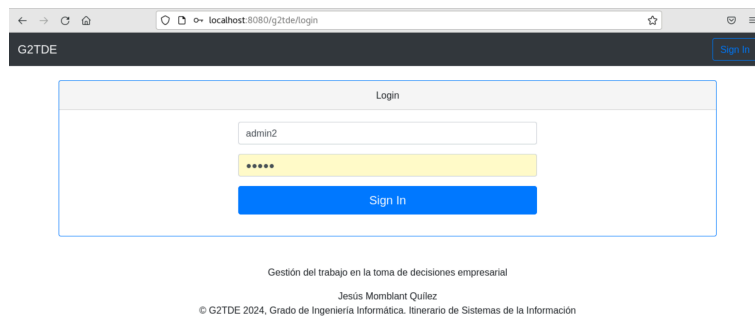 localhost:8080/g2tde/login
G2TDE
Sign In
Login
admin2
●●●●●
Sign In
Gestión del trabajo en la toma de decisiones empresarial
Jesús Momblant Quílez
© G2TDE 2024, Grado de Ingeniería Informática. Itinerario de Sistemas de la Información